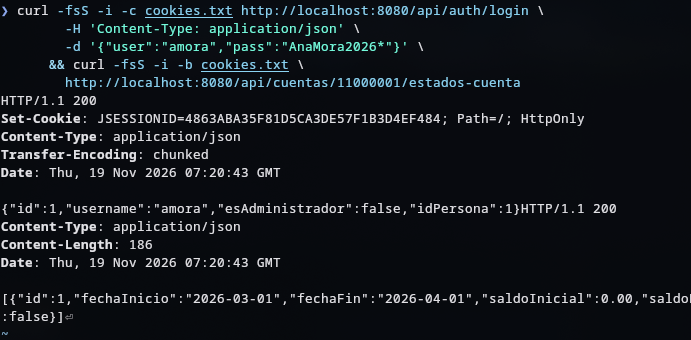 ❯ curl -fsS -i -c cookies.txt http://localhost:8080/api/auth/login \
-H 'Content-Type: application/json' \
-d '{"user":"amora","pass":"AnaMora2026*"}' \
&& curl -fsS -i -b cookies.txt \
http://localhost:8080/api/cuentas/11000001/estados-cuenta
HTTP/1.1 200
Set-Cookie: JSESSIONID=4863ABA35F81D5CA3DE57F1B3D4EF484; Path=/; HttpOnly
Content-Type: application/json
Transfer-Encoding: chunked
Date: Thu, 19 Nov 2026 07:20:43 GMT
{"id":1,"username":"amora","esAdministrador":false,"idPersona":1}HTTP/1.1 200
Content-Type: application/json
Content-Length: 186
Date: Thu, 19 Nov 2026 07:20:43 GMT
[{"id":1,"fechaInicio":"2026-03-01","fechaFin":"2026-04-01","saldoInicial":0.00,"saldo
:false}]⏎
~